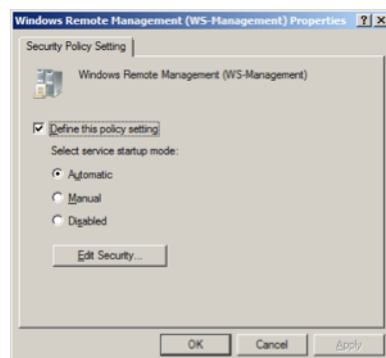 Windows Remote Management (WS-Management) Properties
Security Policy Setting
Windows Remote Management (WS-Management)
Define this policy setting
Select service startup mode:
Automatic
Manual
Disabled
Edit Security...
OK Cancel Apply